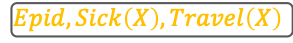 Epid, Sick(X), Travel(X)